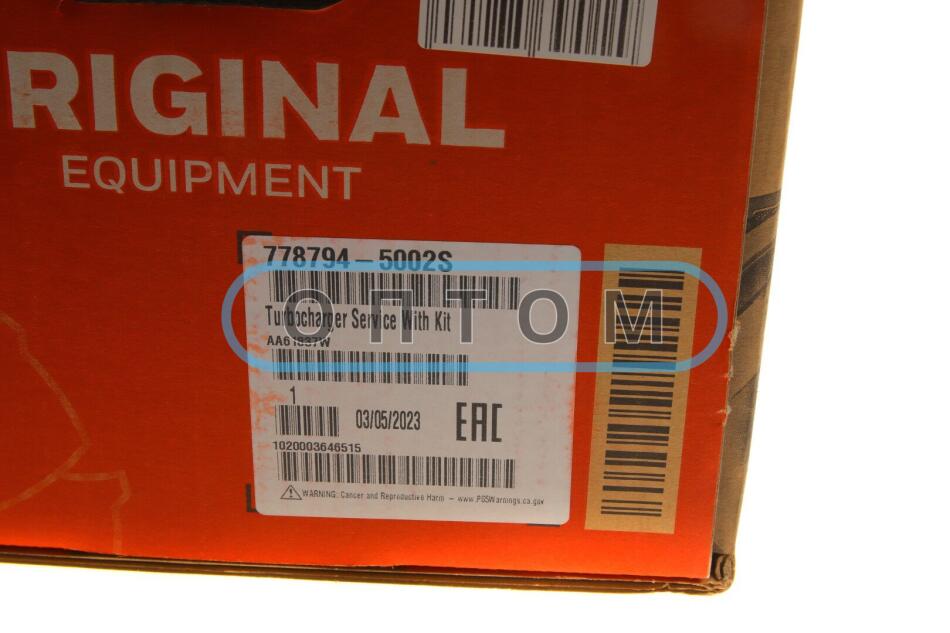 RIGINAL
EQUIPMENT
778794-5002S
ОПТОМ
Turbocharger Service With Kit
1
03/05/2023
EAC
1020003646515
WARNING: Cancer and Reproductive Harm - www.P65Warnings.ca.gov